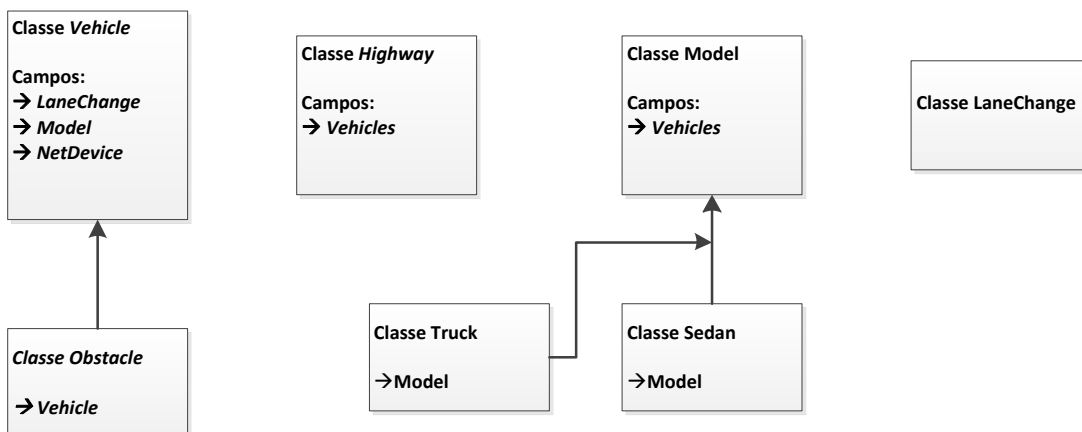 Classe Vehicle
Campos:
→ LaneChange
→ Model
→ NetDevice
Classe Highway
Campos:
→ Vehicles
Classe Model
Campos:
→ Vehicles
Classe LaneChange
Classe Obstacle
→ Vehicle
Classe Truck
→Model
Classe Sedan
→Model